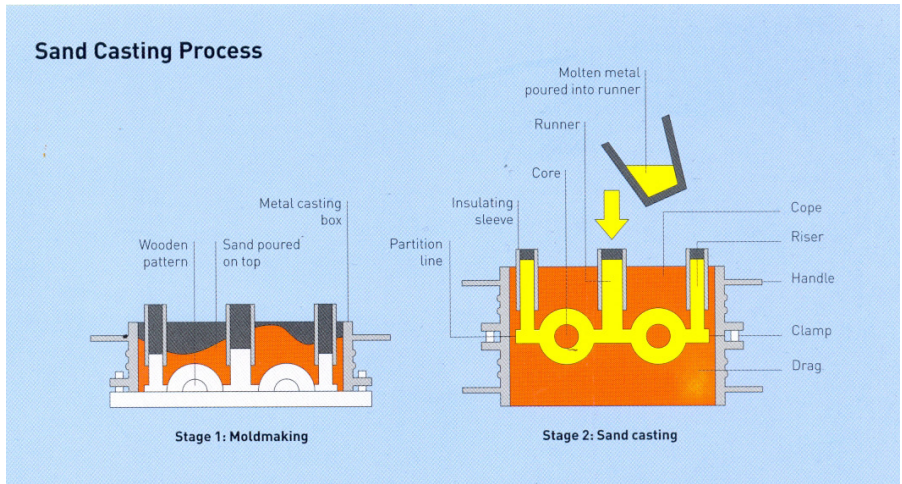 Sand Casting Process
Molten metal
poured into runner
Runner
Core
Insulating
sleeve
Partition
line
Cope
Riser
Handle
Clamp
Drag.
Metal casting
box
Wooden
pattern
Sand poured
on top
Stage 1: Moldmaking
Stage 2: Sand casting